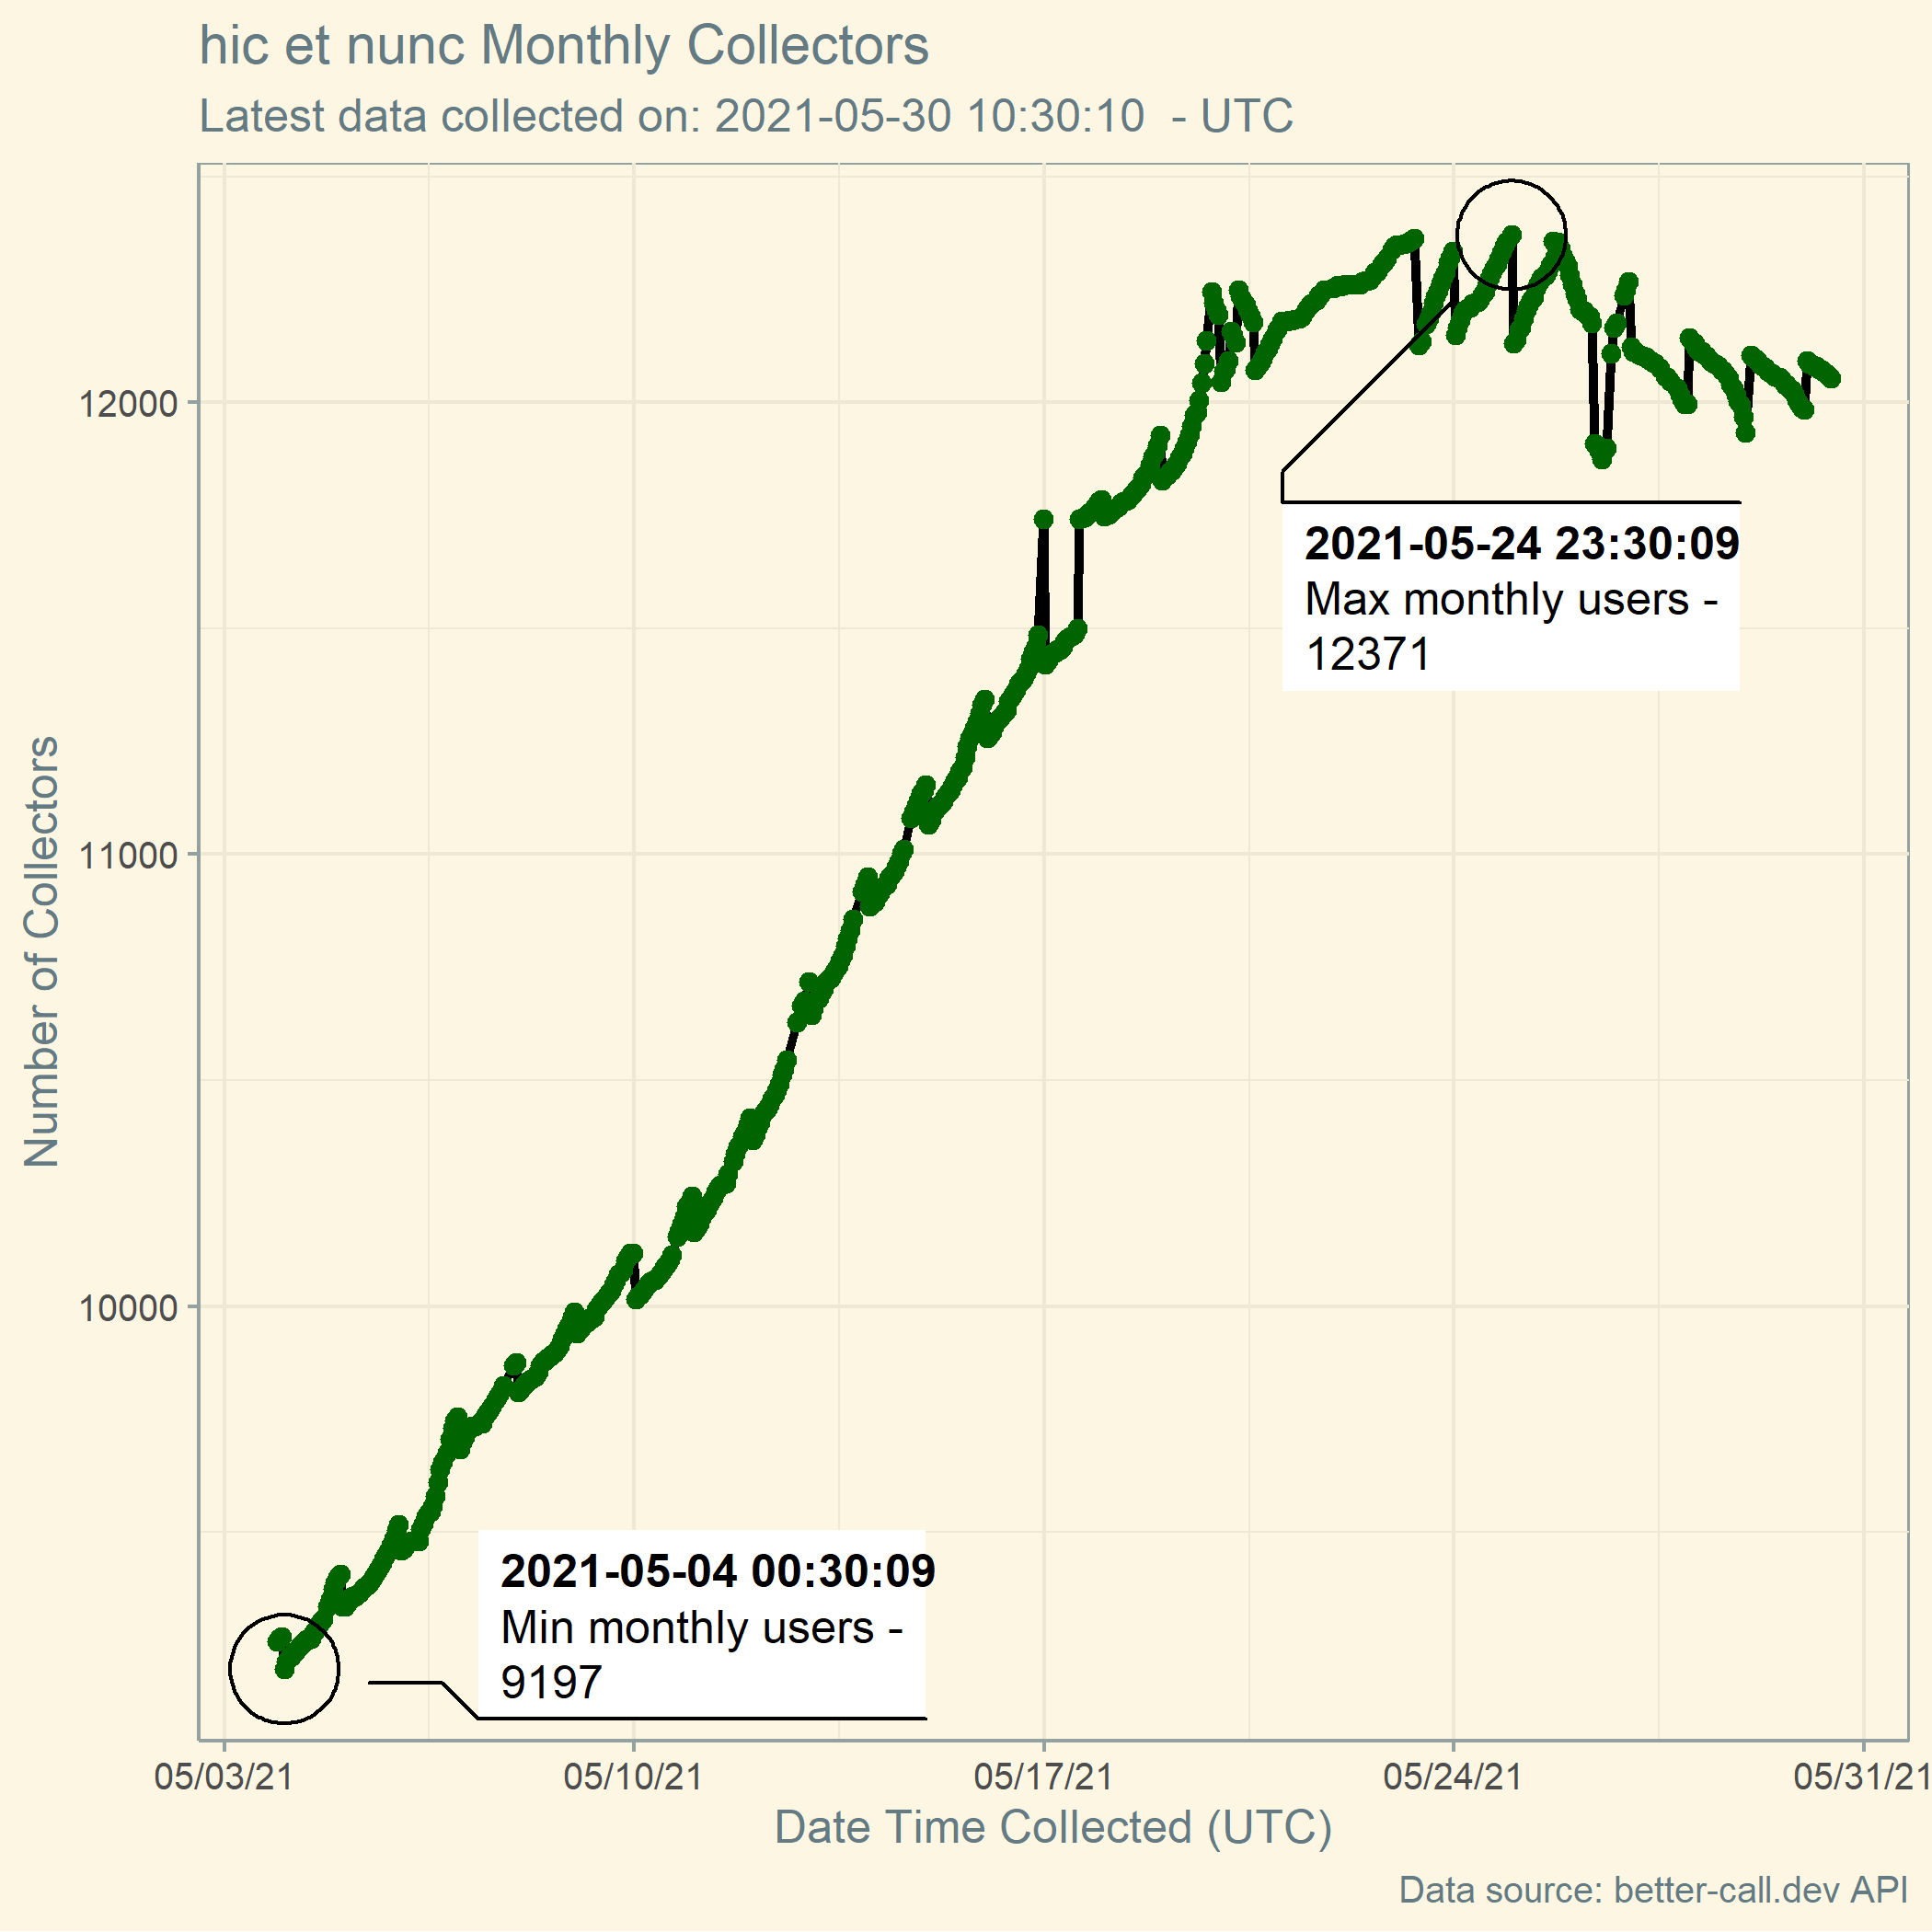 hic et nunc Monthly Collectors
Latest data collected on: 2021-05-30 10:30:10  - UTC
Number of Collectors
12000
11000
10000
2021-05-24 23:30:09
Max monthly users -
12371
2021-05-04 00:30:09
Min monthly users -
9197
05/03/21
05/10/21
05/17/21
05/24/21
05/31/21
Date Time Collected (UTC)
Data source: better-call.dev API